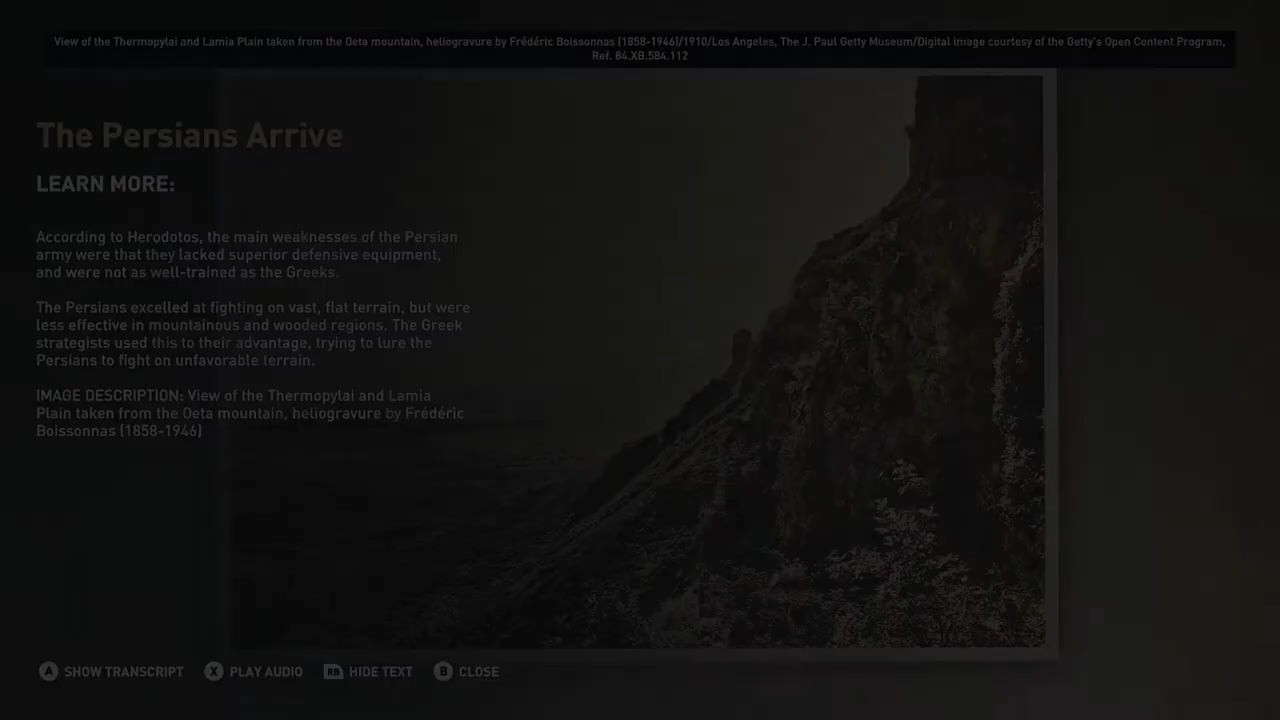 View of the Thermopylai and Lamia Plain taken from the Oeta mountain, heliogravure by Frédéric Boissonnas (1858-1946)/1910/Los Angeles, The J. Paul Getty Museum/Digital image courtesy of the Getty's Open Content Program,
Ref. 84.XB.584.112
The Persians Arrive
LEARN MORE:
According to Herodotos, the main weaknesses of the Persian
army were that they lacked superior defensive equipment,
and were not as well-trained as the Greeks.
The Persians excelled at fighting on vast, flat terrain, but were
less effective in mountainous and wooded regions. The Greek
strategists used this to their advantage, trying to lure the
Persians to fight on unfavorable terrain.
IMAGE DESCRIPTION: View of the Thermopylai and Lamia
Plain taken from the Oeta mountain, heliogravure by Frédéric
Boissonnas (1858-1946)
A SHOW TRANSCRIPT X PLAY AUDIO RB HIDE TEXT B CLOSE